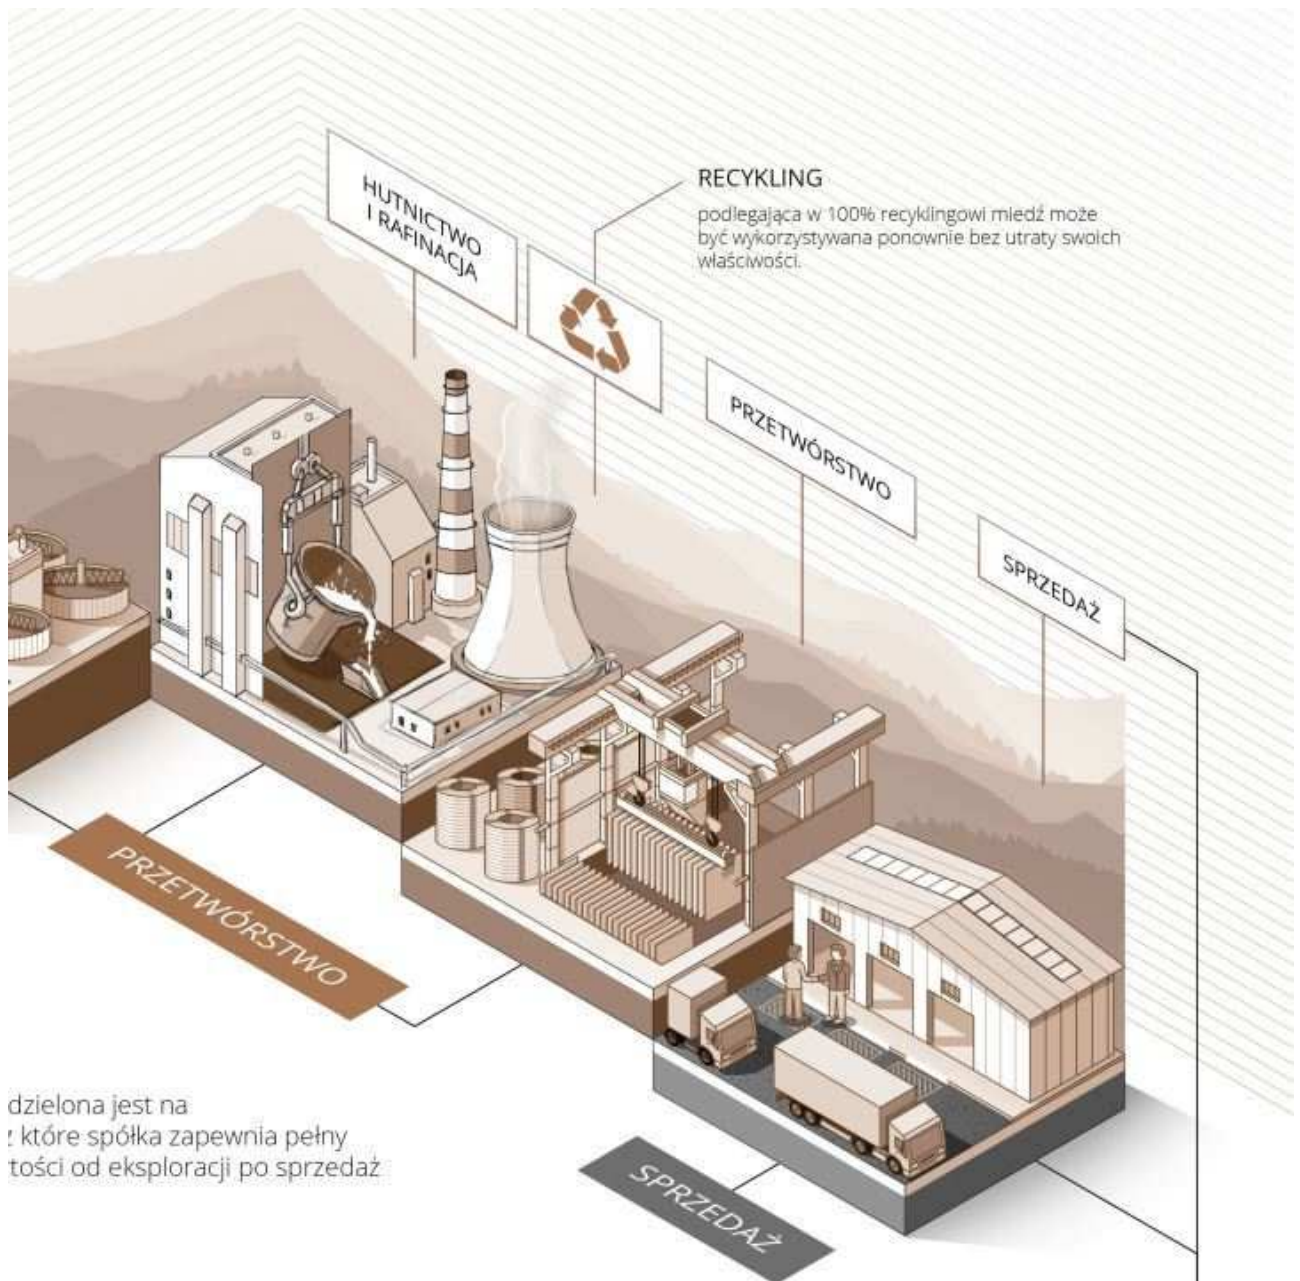 HUTNICTWO
I RAFINACJA
RECYKLING
podlegająca w 100% recyklingowi miedź może
być wykorzystywana ponownie bez utraty swoich
właściwości.
PRZETWÓRSTWO
SPRZEDAŻ
PRZETWÓRSTWO
dzielona jest na
które spółka zapewnia pełny
tości od eksploracji po sprzedaż
SPRZEDAŻ